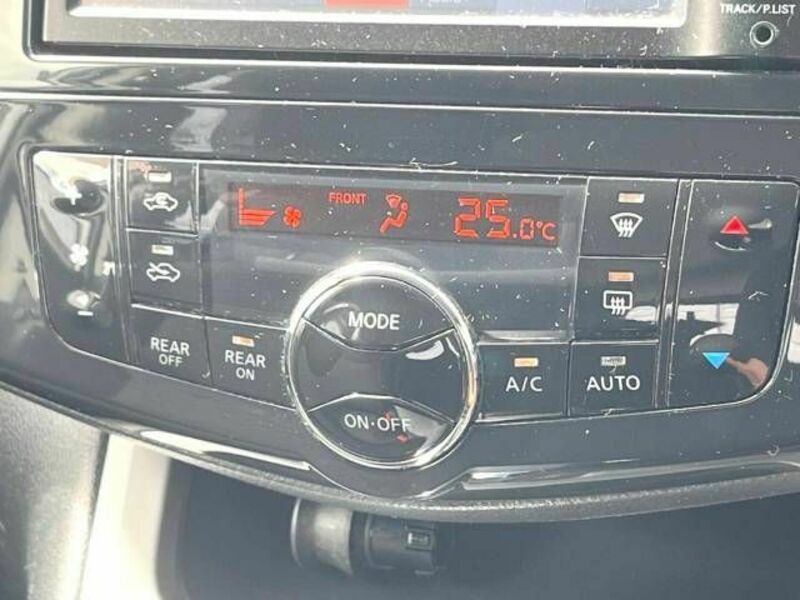 TRACK/P.LIST
FRONT
25.0°C
MODE
REAR
OFF
REAR
ON
A/C
AUTO
ON·OFF